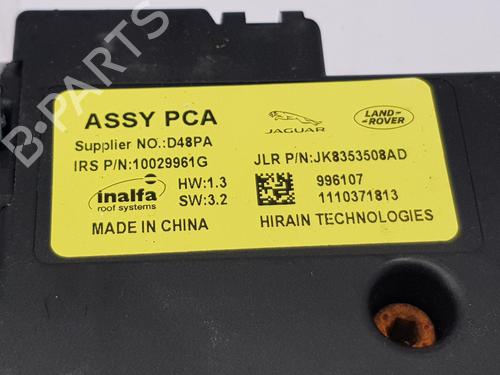 B-PARTS
ASSY PCA
Supplier NO.:D48PA
IRS P/N:10029961G
inalfa
roof systems
HW:1.3
SW:3.2
MADE IN CHINA
JAGUAR
LAND-
ROVER
JLR P/N:JK8353508AD
996107
1110371813
HIRAIN TECHNOLOGIES